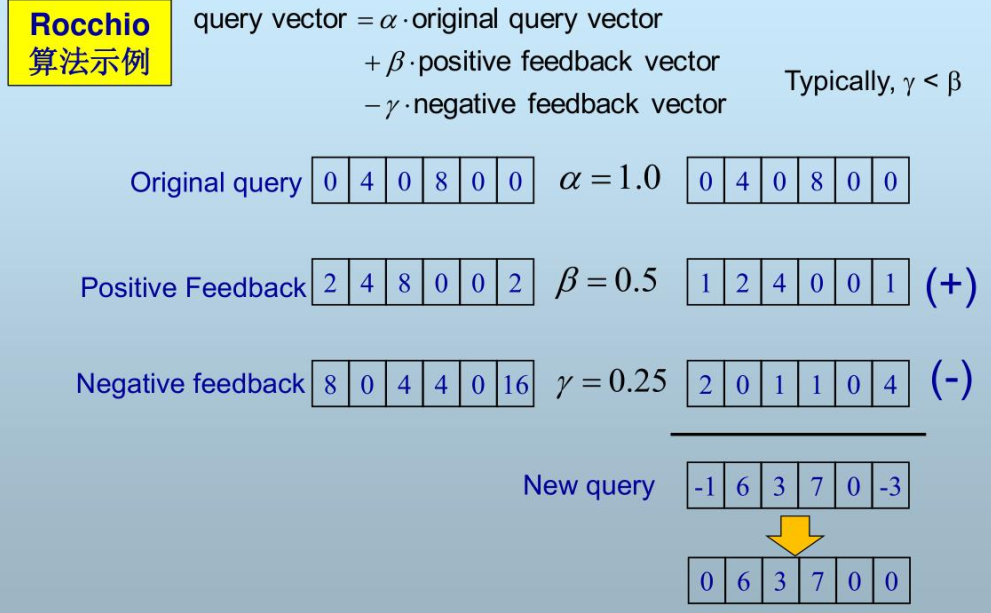 Rocchio
算法示例
query vector = α · original query vector
+ β · positive feedback vector
− γ · negative feedback vector
Typically, γ < β
Original query 0 4 0 8 0 0 α = 1.0 0 4 0 8 0 0
Positive Feedback 2 4 8 0 0 2 β = 0.5 1 2 4 0 0 1 (+)
Negative feedback 8 0 4 4 0 16 γ = 0.25 2 0 1 1 0 4 (-)
New query -1 6 3 7 0 -3
0 6 3 7 0 0